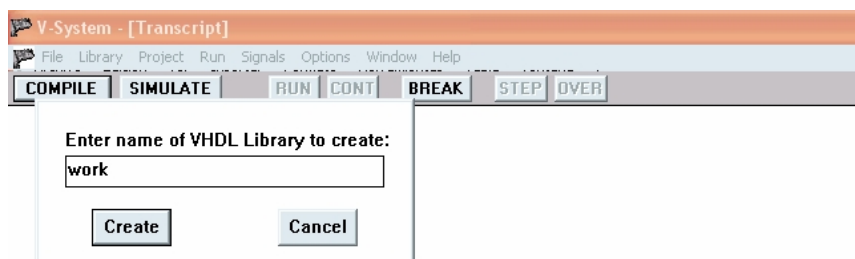 V-System - [Transcript]
File Library Project Run Signals Options Window Help
COMPILE SIMULATE RUN CONT BREAK STEP OVER
Enter name of VHDL Library to create:
work
Create Cancel